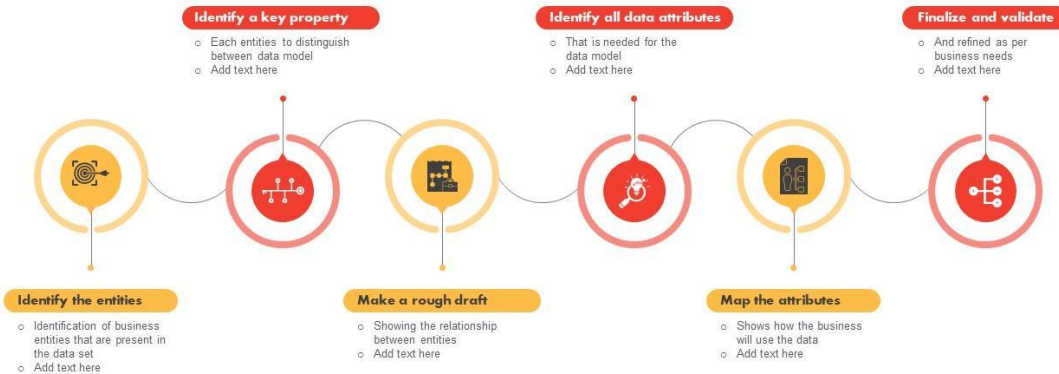 Identify a key property
○ Each entities to distinguish
between data model
○ Add text here
Identify all data attributes
○ That is needed for the
data model
○ Add text here
Finalize and validate
○ And refined as per
business needs
○ Add text here
Identify the entities
○ Identification of business
entities that are present in
the data set
○ Add text here
Make a rough draft
○ Showing the relationship
between entities
○ Add text here
Map the attributes
○ Shows how the business
will use the data
○ Add text here